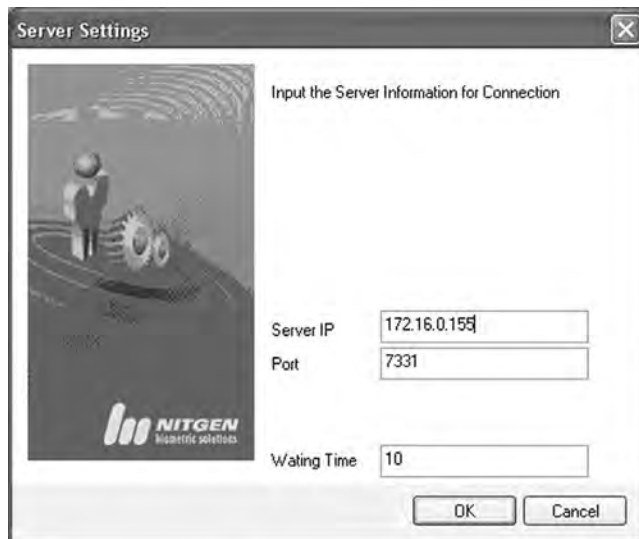 Server Settings
Input the Server Information for Connection
Server IP 172.16.0.155
Port 7331
NITGEN
biometric solutions
Wating Time 10
OK Cancel